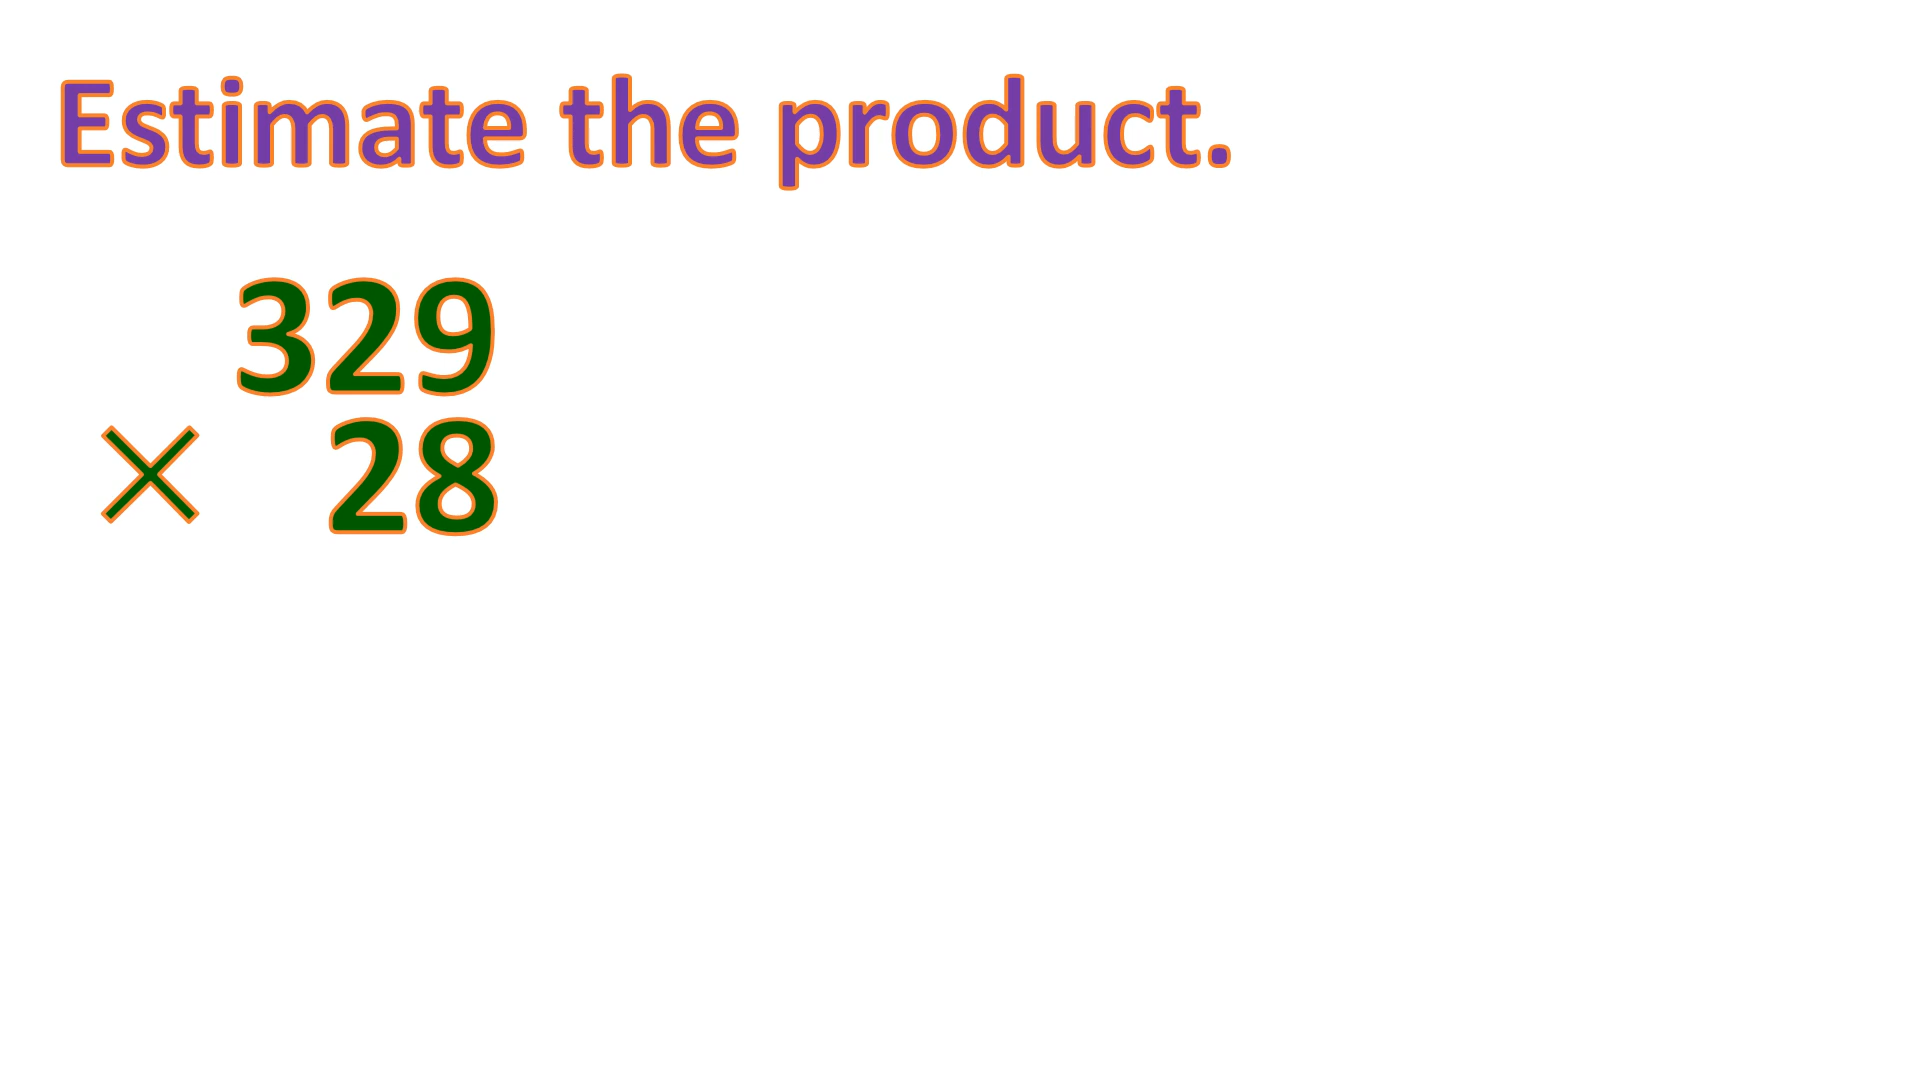 Estimate the product.
329
× 28